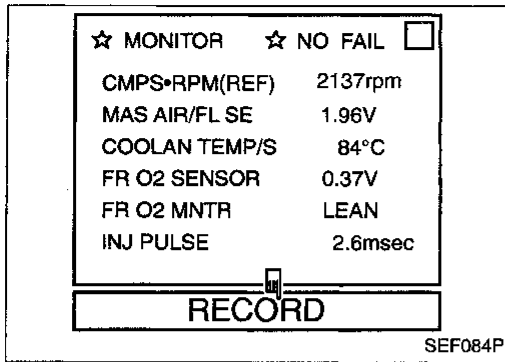 ☆ MONITOR ☆ NO FAIL
CMPS•RPM(REF) 2137rpm
MAS AIR/FL SE 1.96V
COOLAN TEMP/S 84°C
FR O2 SENSOR 0.37V
FR O2 MNTR LEAN
INJ PULSE 2.6msec
RECORD
SEF084P